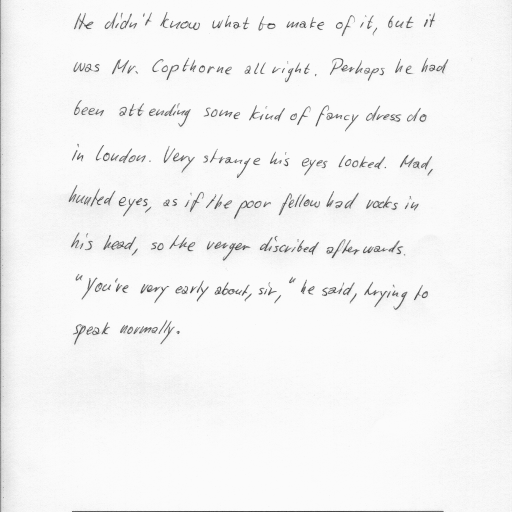 He didn't know what to make of it, but it
was Mr. Copthorne all right. Perhaps he had
been attending some kind of fancy dress do
in London. Very strange his eyes looked. Mad,
hunted eyes, as if the poor fellow had rocks in
his head, so the verger discribed afterwards.
"You're very early about, sir," he said, trying to
speak normally.